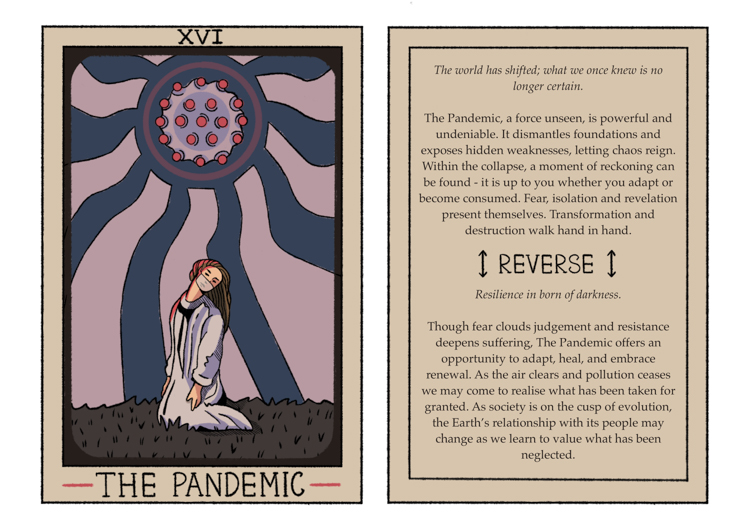 XVI
THE PANDEMIC
The world has shifted; what we once knew is no
longer certain.
The Pandemic, a force unseen, is powerful and
undeniable. It dismantles foundations and
exposes hidden weaknesses, letting chaos reign.
Within the collapse, a moment of reckoning can
be found - it is up to you whether you adapt or
become consumed. Fear, isolation and revelation
present themselves. Transformation and
destruction walk hand in hand.
REVERSE
Resilience in born of darkness.
Though fear clouds judgement and resistance
deepens suffering, The Pandemic offers an
opportunity to adapt, heal, and embrace
renewal. As the air clears and pollution ceases
we may come to realise what has been taken for
granted. As society is on the cusp of evolution,
the Earth's relationship with its people may
change as we learn to value what has been
neglected.